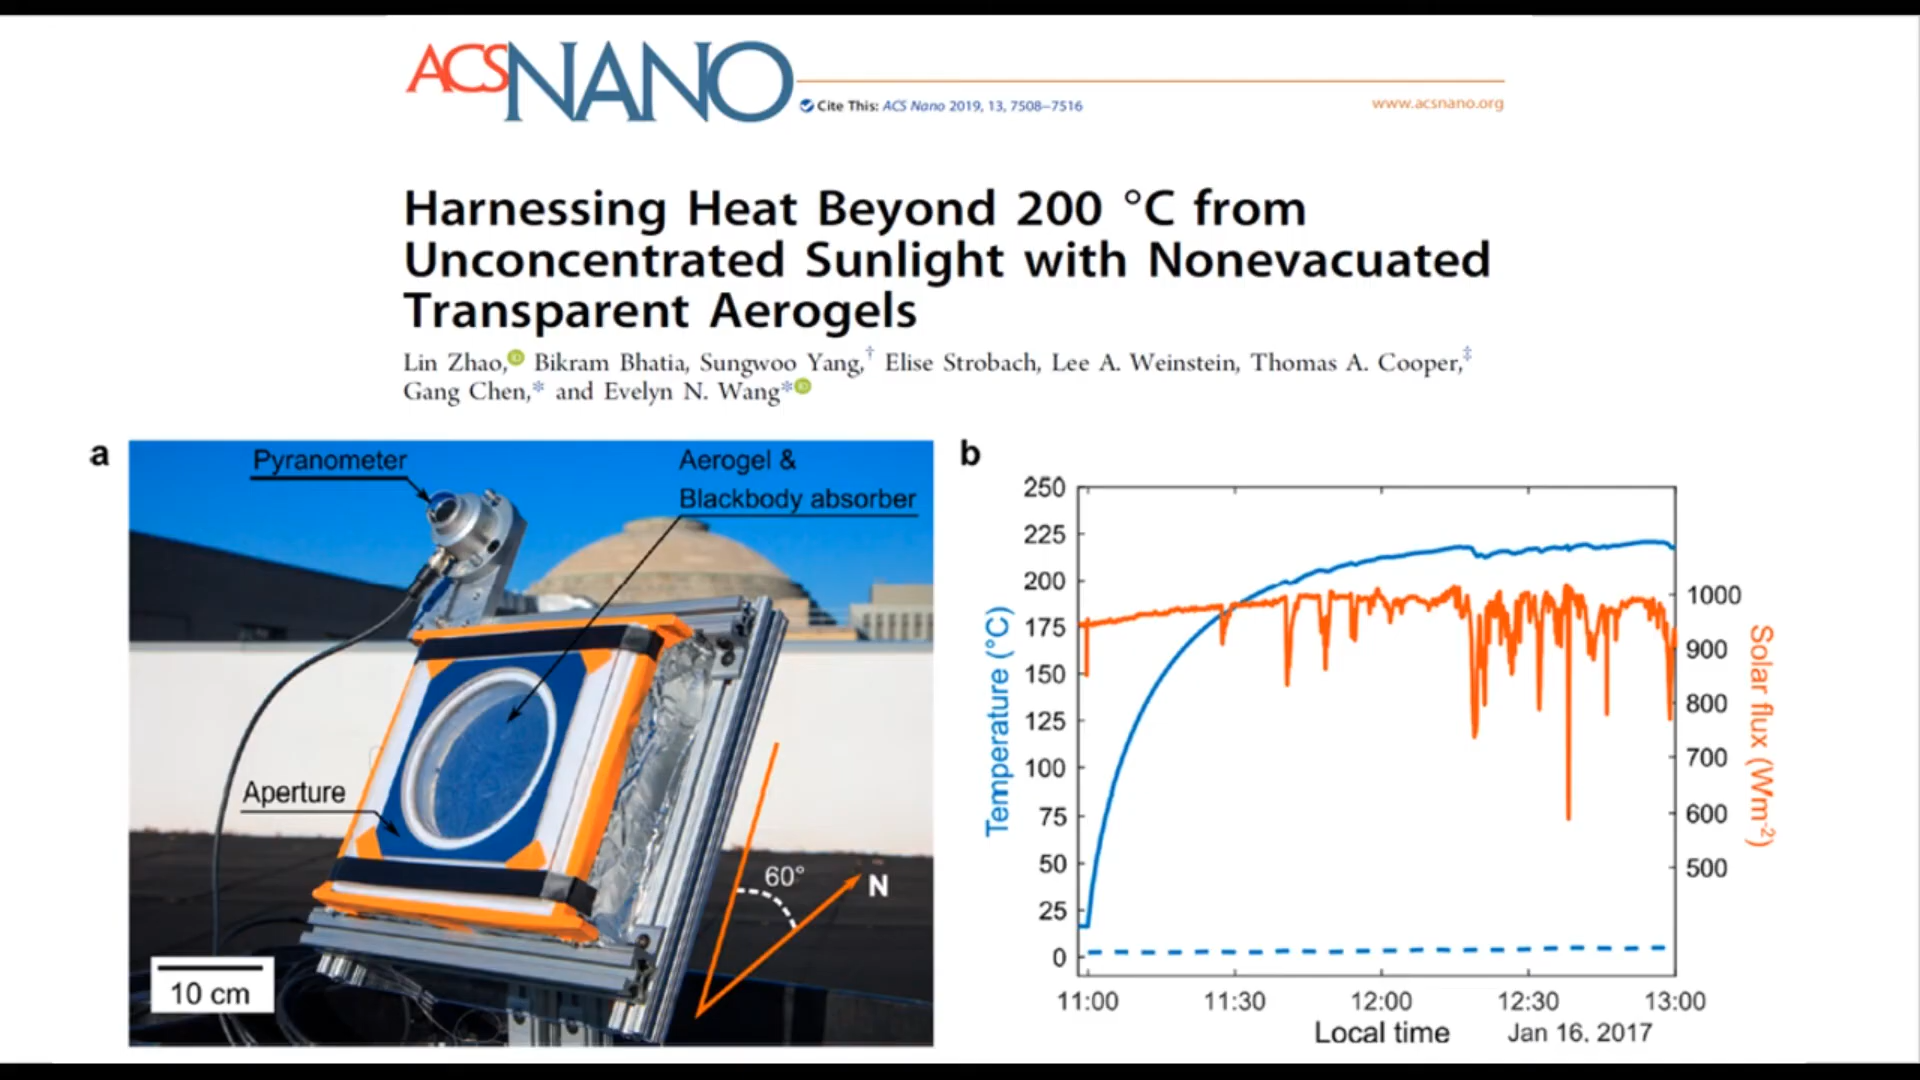 ACSNANO
Cite This: ACS Nano 2019, 13, 7508–7516
www.acsnano.org
Harnessing Heat Beyond 200 °C from
Unconcentrated Sunlight with Nonevacuated
Transparent Aerogels
Lin Zhao, Bikram Bhatia, Sungwoo Yang,† Elise Strobach, Lee A. Weinstein, Thomas A. Cooper,‡
Gang Chen,* and Evelyn N. Wang*
a
Pyranometer
Aerogel &
Blackbody absorber
Aperture
60°
N
10 cm
b
250
225
200
175
150
125
100
75
50
25
0
Temperature (°C)
1000
900
800
700
600
500
Solar flux (Wm-2)
11:00
11:30
12:00
12:30
13:00
Local time
Jan 16, 2017